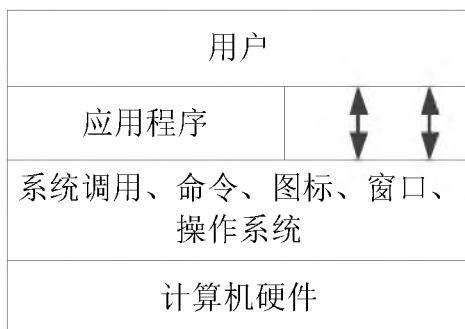 用户
应用程序
系统调用、命令、图标、窗口、
操作系统
计算机硬件